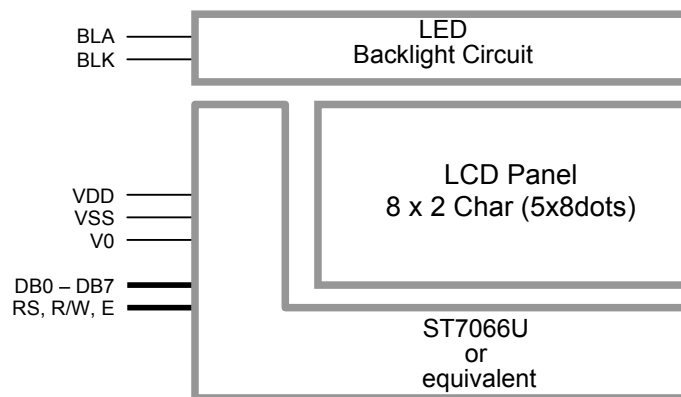 BLA
BLK
LED
Backlight Circuit
VDD
VSS
V0
LCD Panel
8 x 2 Char (5x8dots)
DB0 – DB7
RS, R/W, E
ST7066U
or
equivalent